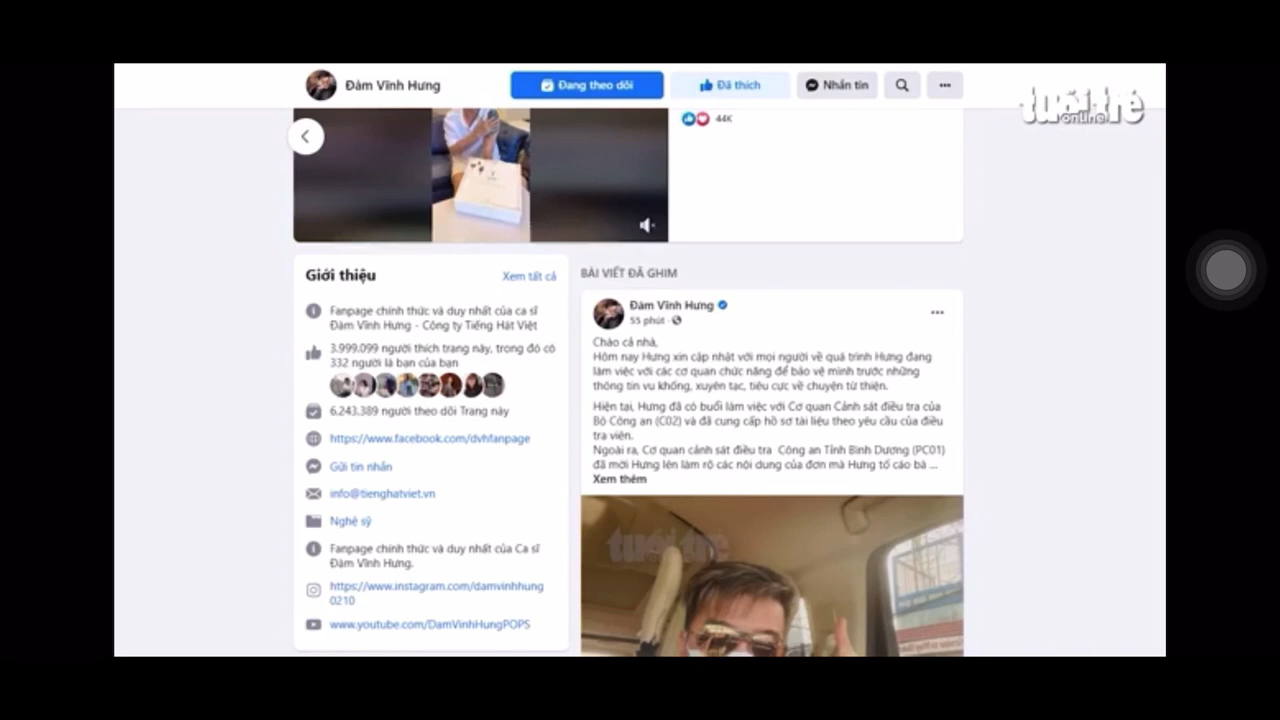 Đàm Vĩnh Hưng
Đang theo dõi
Đã thích
Nhắn tin
tuổi trẻ
online
44K
Giới thiệu
Xem tất cả
Fanpage chính thức và duy nhất của ca sĩ
Đàm Vĩnh Hưng - Công ty Tiếng Hát Việt
3.999.099 người thích trang này, trong đó có
332 người là bạn của bạn
6.243.389 người theo dõi Trang này
https://www.facebook.com/dvhfanpage
Gửi tin nhắn
info@tienghatviet.vn
Nghệ sỹ
Fanpage chính thức và duy nhất của Ca sĩ
Đàm Vĩnh Hưng.
https://www.instagram.com/damvinhhung
0210
www.youtube.com/DamVinhHungPOPS
BÀI VIẾT ĐÃ GHIM
Đàm Vĩnh Hưng
55 phút ·
Chào cả nhà,
Hôm nay Hưng xin cập nhật với mọi người về quá trình Hưng đang
làm việc với các cơ quan chức năng để bảo vệ mình trước những
thông tin vu khống, xuyên tạc, tiêu cực về chuyện từ thiện.
Hiện tại, Hưng đã có buổi làm việc với Cơ quan Cảnh sát điều tra của
Bộ Công an (C02) và đã cung cấp hồ sơ tài liệu theo yêu cầu của điều
tra viên.
Ngoài ra, Cơ quan cảnh sát điều tra Công an Tỉnh Bình Dương (PC01)
đã mời Hưng lên làm rõ các nội dung của đơn mà Hưng tố cáo bà ...
Xem thêm
tuổi trẻ